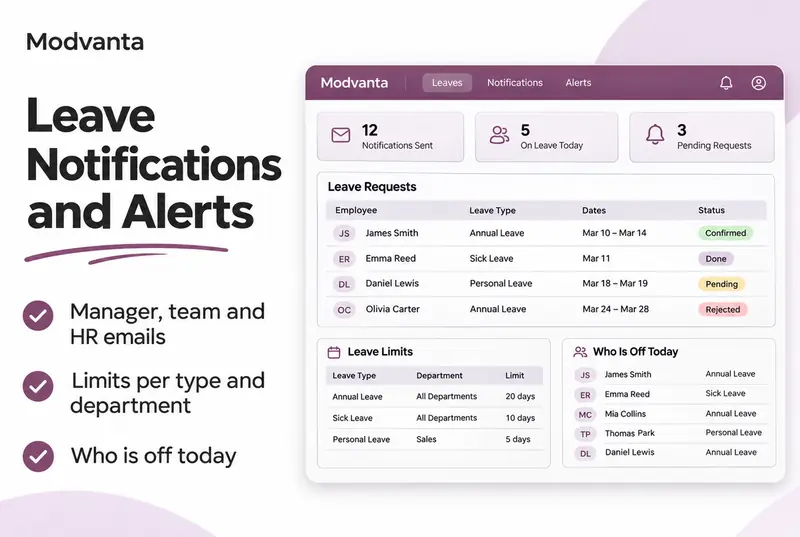 Modvanta
Leave
Notifications
and Alerts
Manager, team and
HR emails
Limits per type and
department
Who is off today
Modvanta Leaves Notifications Alerts
12
Notifications Sent
5
On Leave Today
3
Pending Requests
Leave Requests
Employee Leave Type Dates Status
JS James Smith Annual Leave Mar 10 – Mar 14 Confirmed
ER Emma Reed Sick Leave Mar 11 Done
DL Daniel Lewis Personal Leave Mar 18 – Mar 19 Pending
OC Olivia Carter Annual Leave Mar 24 – Mar 28 Rejected
Leave Limits
Leave Type Department Limit
Annual Leave All Departments 20 days
Sick Leave All Departments 10 days
Personal Leave Sales 5 days
Who Is Off Today
JS James Smith Annual Leave
ER Emma Reed Sick Leave
MC Mia Collins Annual Leave
TP Thomas Park Personal Leave
DL Daniel Lewis Annual Leave